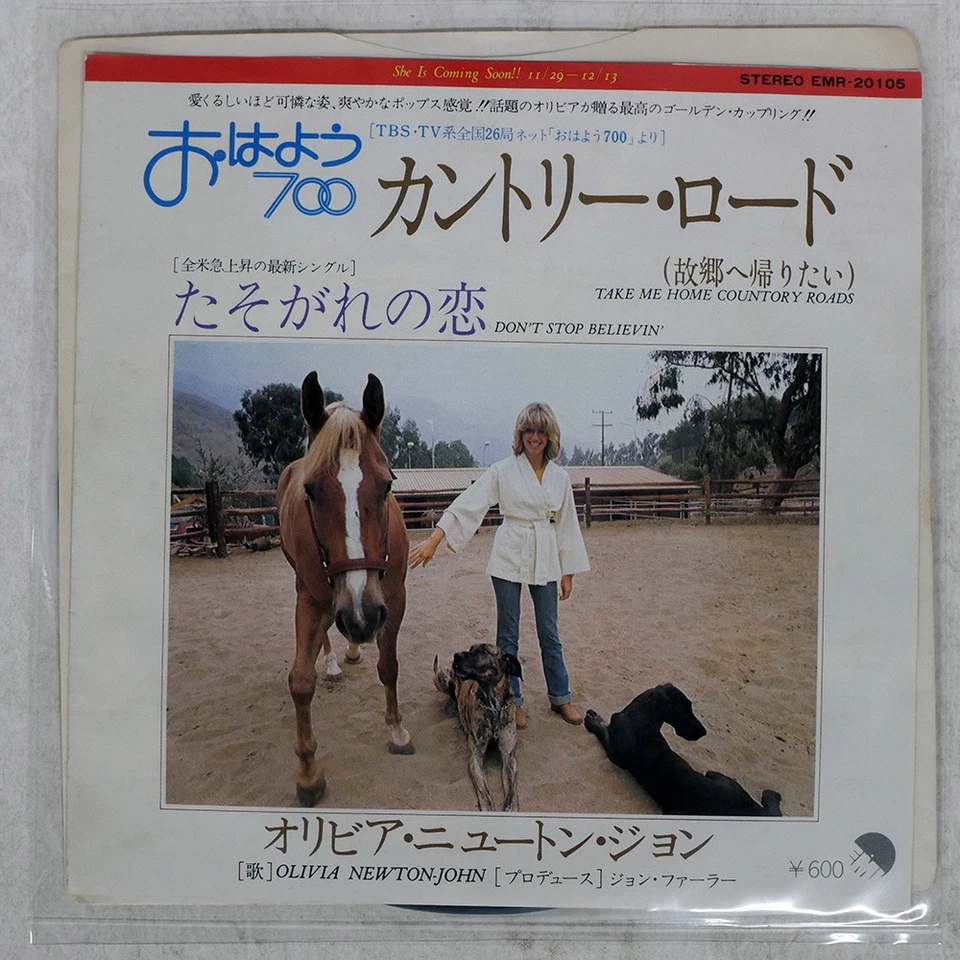 She Is Coming Soon!! 11/29—12/13
STEREO EMR-20105
愛くるしいほど可憐な姿、爽やかなポップス感覚!!話題のオリビアが贈る最高のゴールデン・カップリング!!
おはよう
700
[TBS・TV系全国26局ネット「おはよう700」より]
カントリー・ロード
(故郷へ帰りたい)
TAKE ME HOME COUNTORY ROADS
[全米急上昇の最新シングル]
たそがれの恋 DON'T STOP BELIEVIN'
オリビア・ニュートン・ジョン
[歌]OLIVIA NEWTON-JOHN [プロデュース]ジョン・ファーラー
¥600